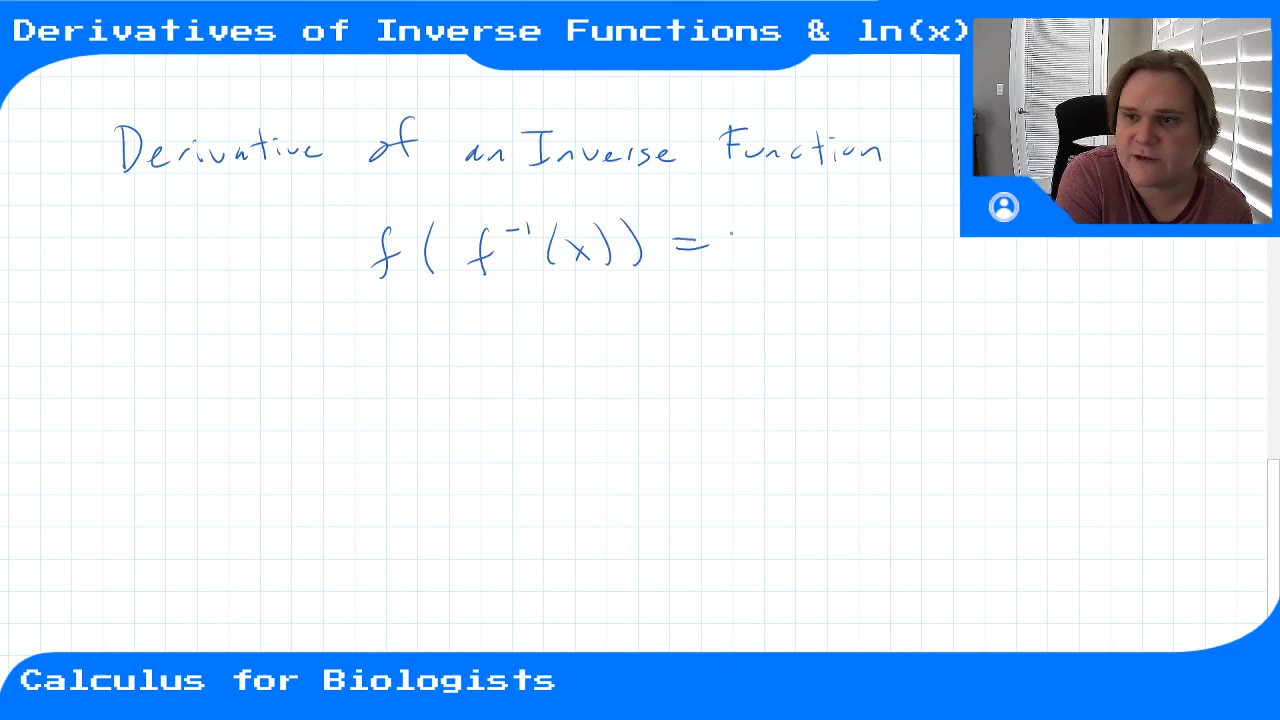 Derivatives of Inverse Functions & ln(x)
Derivative of an Inverse Function
f( f⁻¹(x)) =
Calculus for Biologists